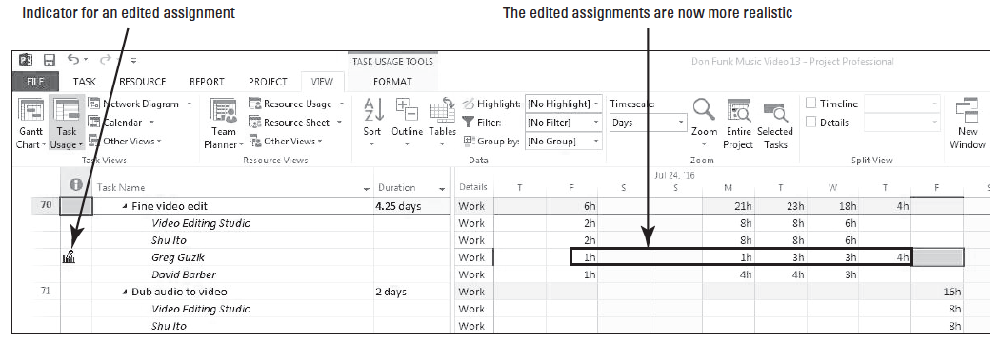 Indicator for an edited assignment
The edited assignments are now more realistic
TASK USAGE TOOLS
Don Funk Music Video 13 - Project Professional
FILE TASK RESOURCE REPORT PROJECT VIEW FORMAT
Network Diagram Resource Usage Highlight: [No Highlight] Timescale: Timeline
Calendar Resource Sheet Filter: [No Filter] Days Details
Gantt Chart Task Usage Other Views Team Planner Other Views Sort Outline Tables Group by: [No Group] Zoom Entire Project Selected Tasks New Window
Task Views Resource Views Data Zoom Split View
Jul 24, '16
Task Name Duration Details T F S S M T W T F S
70 Fine video edit 4.25 days Work 6h 21h 23h 18h 4h
Video Editing Studio Work 2h 8h 8h 6h
Shu Ito Work 2h 8h 8h 6h
Greg Guzik Work 1h 1h 3h 3h 4h
David Barber Work 1h 4h 4h 3h
71 Dub audio to video 2 days Work 16h
Video Editing Studio Work 8h
Shu Ito Work 8h